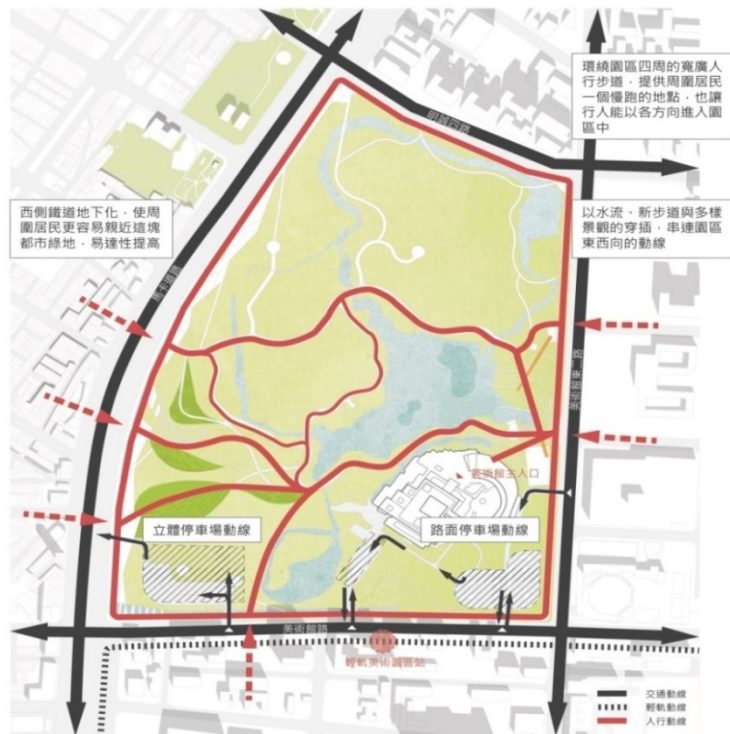 環繞園區四周的寬廣人
行步道，提供周圍居民
一個慢跑的地點，也讓
行人能以各方向進入園
區中
明誠四路
西側鐵道地下化，使周
圍居民更容易親近這塊
都市綠地，易達性提高
以水流、新步道與多樣
景觀的穿插，串連園區
東西向的動線
馬卡道路
美術館東二路
美術館主入口
立體停車場動線
路面停車場動線
美術館路
輕軌美術園區站
交通動線
輕軌動線
人行動線